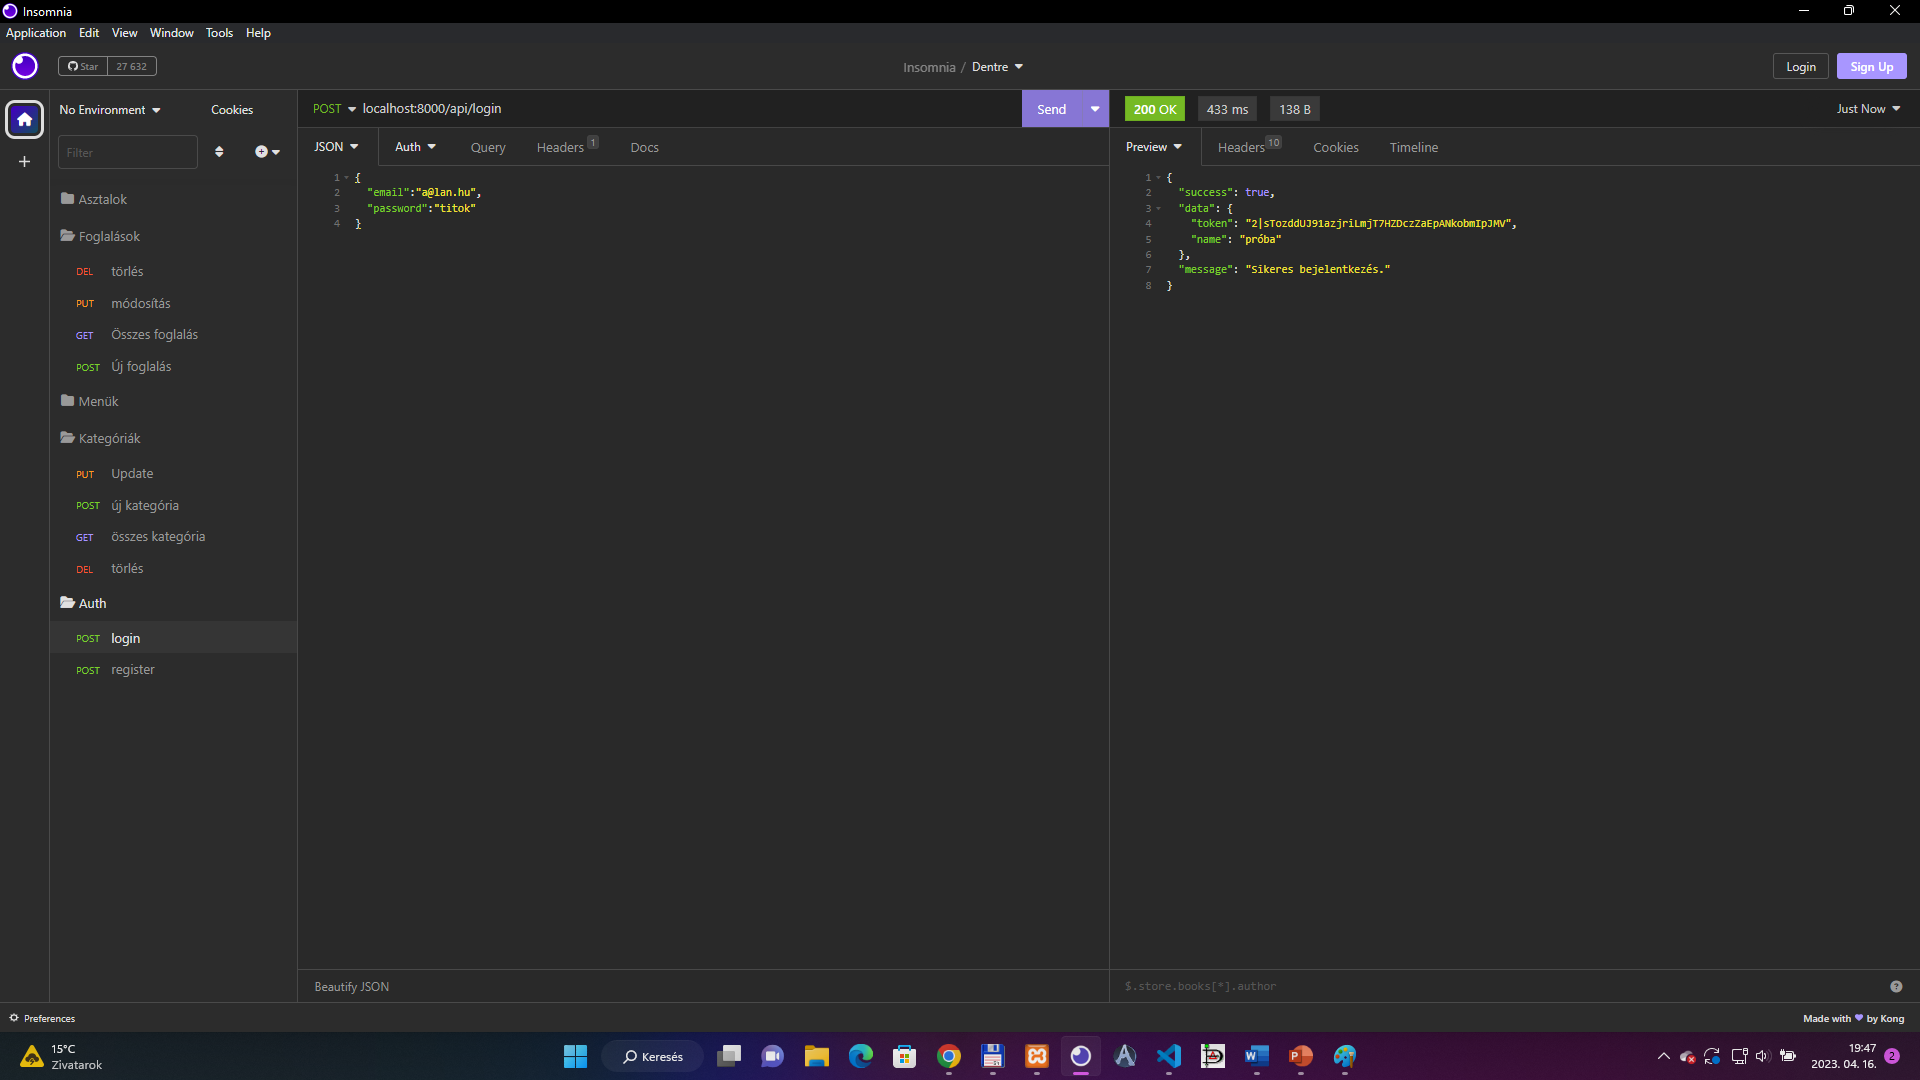 Insomnia
Application Edit View Window Tools Help
Star 27 632
Insomnia / Dentre
Login Sign Up
No Environment Cookies
Filter
Asztalok
Foglalások
DEL törlés
PUT módosítás
GET Összes foglalás
POST Új foglalás
Menük
Kategóriák
PUT Update
POST új kategória
GET összes kategória
DEL törlés
Auth
POST login
POST register
POST localhost:8000/api/login Send
JSON Auth Query Headers 1 Docs
1 {
2 "email":"a@lan.hu",
3 "password":"titok"
4 }
Beautify JSON
200 OK 433 ms 138 B Just Now
Preview Headers 10 Cookies Timeline
1 {
2 "success": true,
3 "data": {
4 "token": "2|sTozddUJ91azjriLmjT7HZDczZaEpANkobmIpJMV",
5 "name": "próba"
6 },
7 "message": "Sikeres bejelentkezés."
8 }
$.store.books[*].author
Preferences
Made with by Kong
15°C
Zivatarok
Keresés
19:47
2023. 04. 16.
2